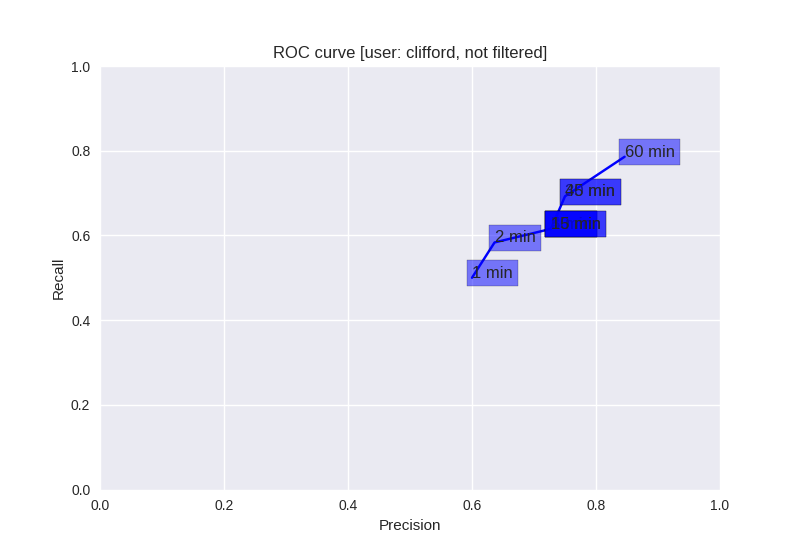 ROC curve [user: clifford, not filtered]
1.0
0.8
0.6
0.4
0.2
0.0
Recall
60 min
min
2 min
1 min
0.0 0.2 0.4 0.6 0.8 1.0
Precision